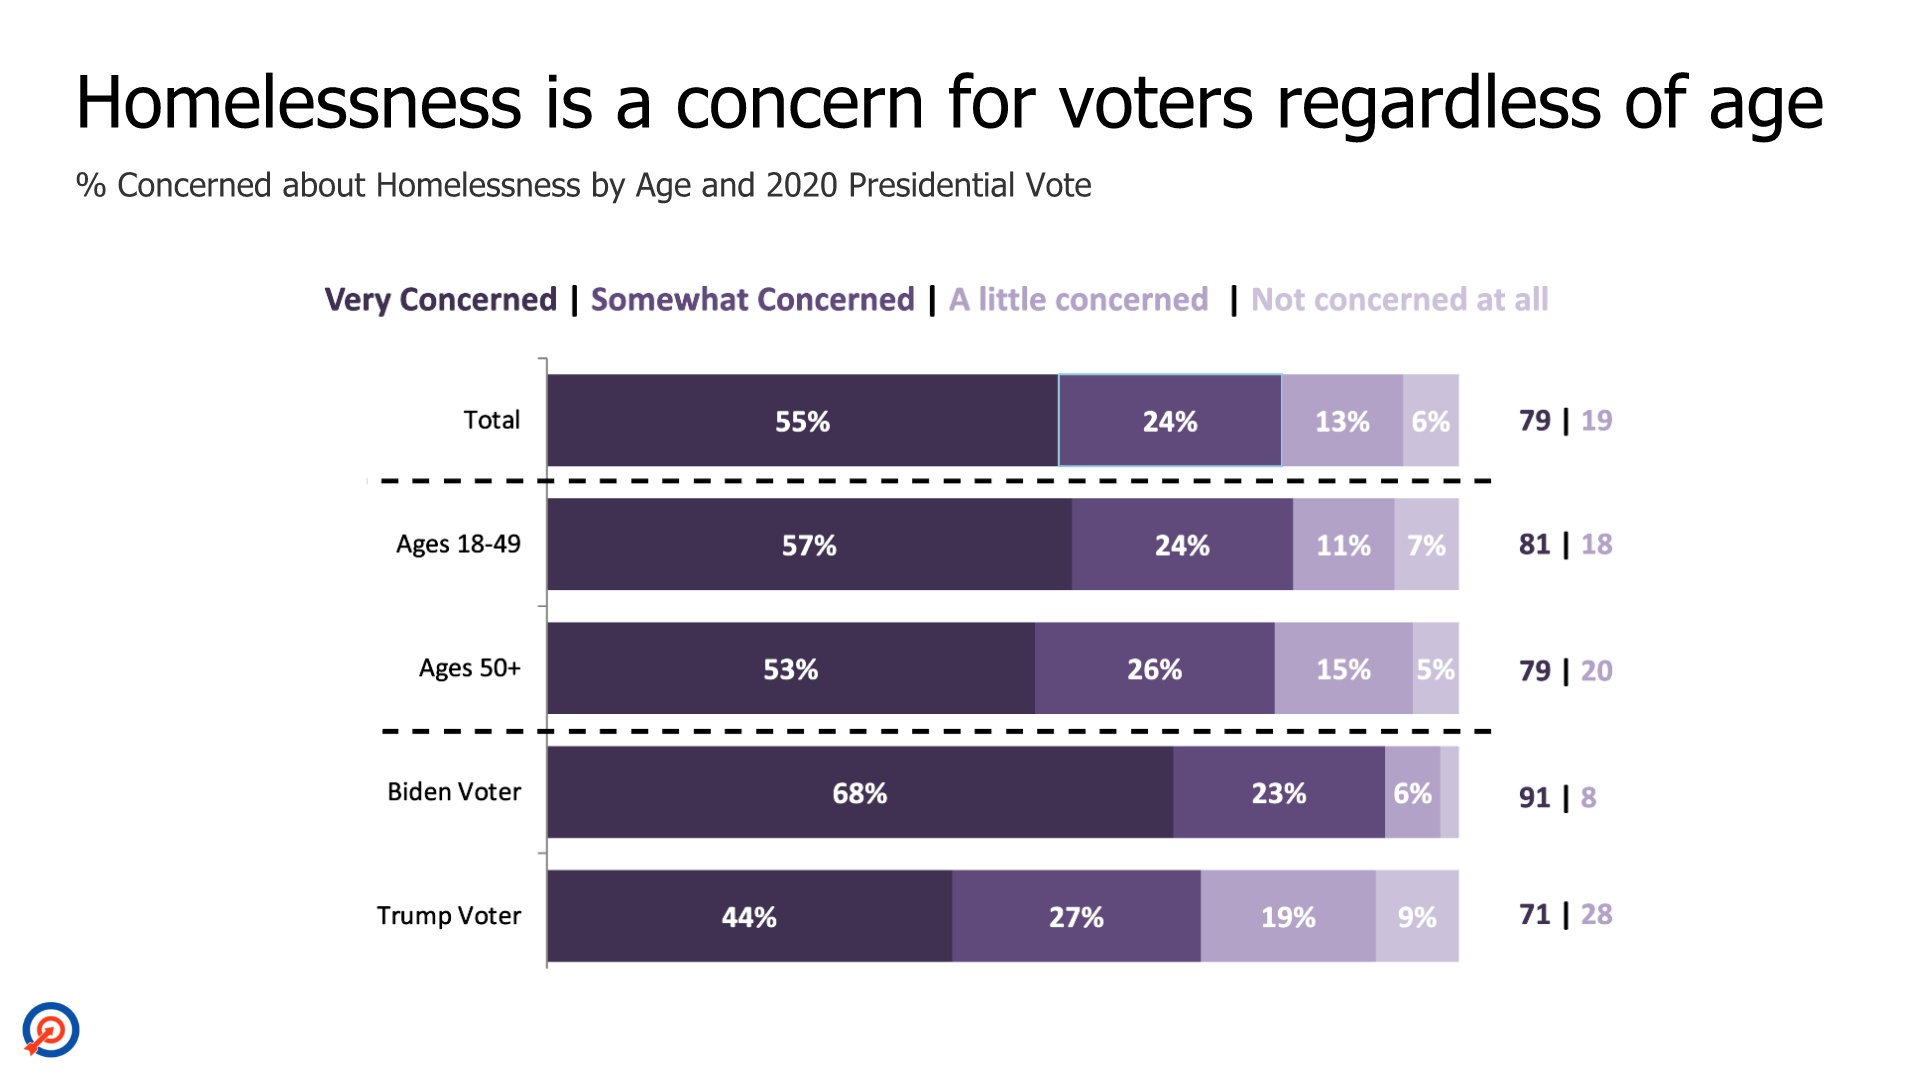 Homelessness is a concern for voters regardless of age
% Concerned about Homelessness by Age and 2020 Presidential Vote
Very Concerned | Somewhat Concerned | A little concerned | Not concerned at all
Total 55% 24% 13% 6% 79 | 19
Ages 18-49 57% 24% 11% 7% 81 | 18
Ages 50+ 53% 26% 15% 5% 79 | 20
Biden Voter 68% 23% 6% 91 | 8
Trump Voter 44% 27% 19% 9% 71 | 28